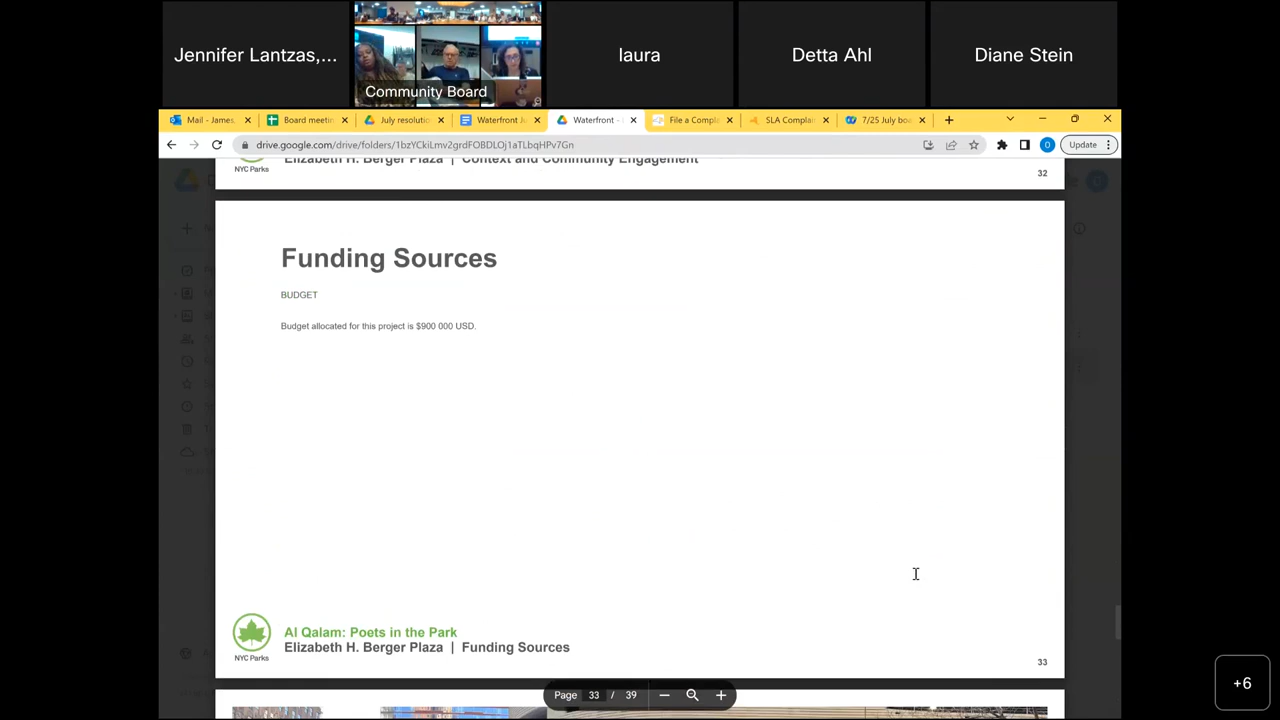 Jennifer Lantzas,...
Community Board
laura
Detta Ahl
Diane Stein
Mail - James,
Board meetin
July resolution
Waterfront Ju
Waterfront -
File a Compla
SLA Complain
7/25 July boa
drive.google.com/drive/folders/1bzYCkiLmv2grdFOBDLOj1aTLbqHPv7Gn
0
Update
Elizabeth H. Berger Plaza | Context and Community Engagement
NYC Parks
32
Funding Sources
BUDGET
Budget allocated for this project is $900 000 USD.
Al Qalam: Poets in the Park
Elizabeth H. Berger Plaza | Funding Sources
NYC Parks
33
Page 33 / 39
+6